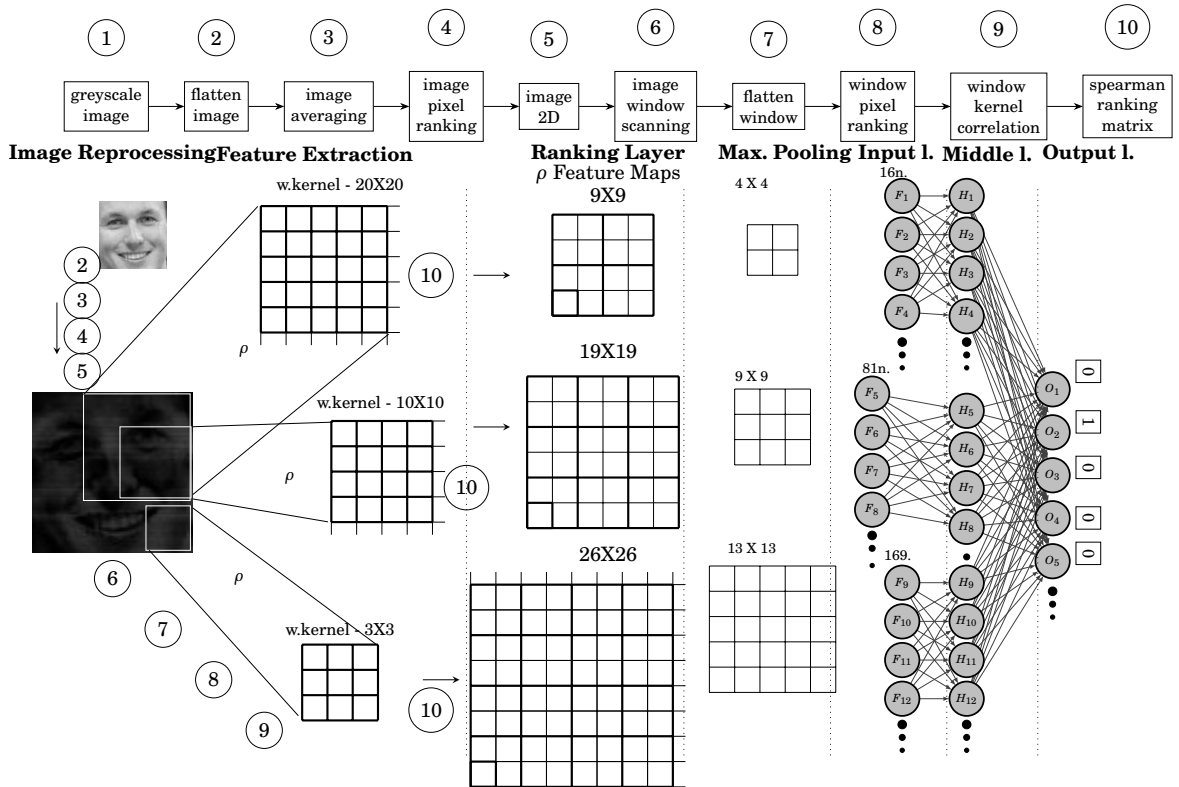 1
2
3
4
5
6
7
8
9
10
greyscale
image
flatten
image
image
averaging
image
pixel
ranking
image
2D
image
window
scanning
flatten
window
window
pixel
ranking
window
kernel
correlation
spearman
ranking
matrix
Image Reprocessing
Feature Extraction
Ranking Layer
ρ Feature Maps
Max. Pooling
Input l.
Middle l.
Output l.
2
3
4
5
6
7
8
9
w.kernel - 20X20
ρ
10
w.kernel - 10X10
ρ
10
w.kernel - 3X3
ρ
10
9X9
19X19
26X26
4 X 4
9 X 9
13 X 13
16n.
F1
F2
F3
F4
81n.
F5
F6
F7
F8
169.
F9
F10
F11
F12
H1
H2
H3
H4
H5
H6
H7
H8
H9
H10
H11
H12
O1
O2
O3
O4
O5
0
1
0
0
0